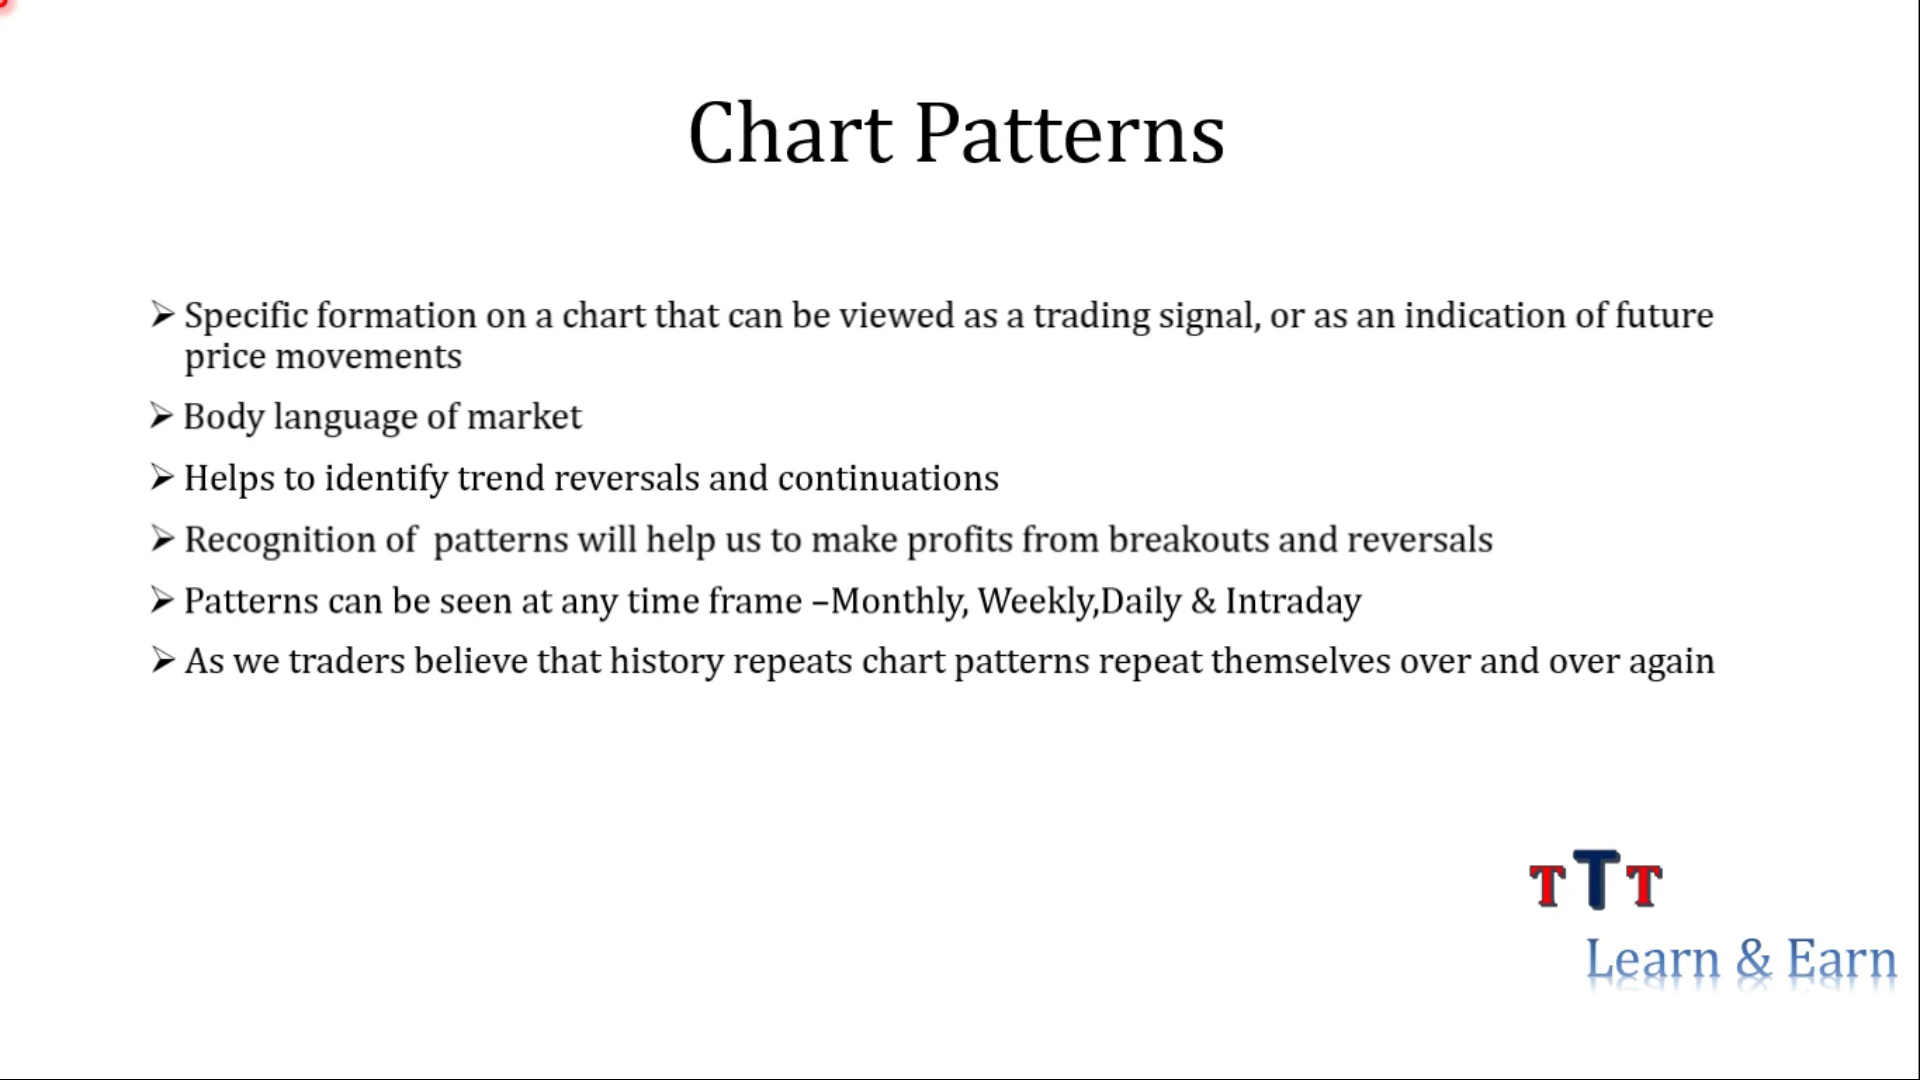 Chart Patterns
➢ Specific formation on a chart that can be viewed as a trading signal, or as an indication of future
price movements
➢ Body language of market
➢ Helps to identify trend reversals and continuations
➢ Recognition of  patterns will help us to make profits from breakouts and reversals
➢ Patterns can be seen at any time frame –Monthly, Weekly,Daily & Intraday
➢ As we traders believe that history repeats chart patterns repeat themselves over and over again
TTT
Learn & Earn